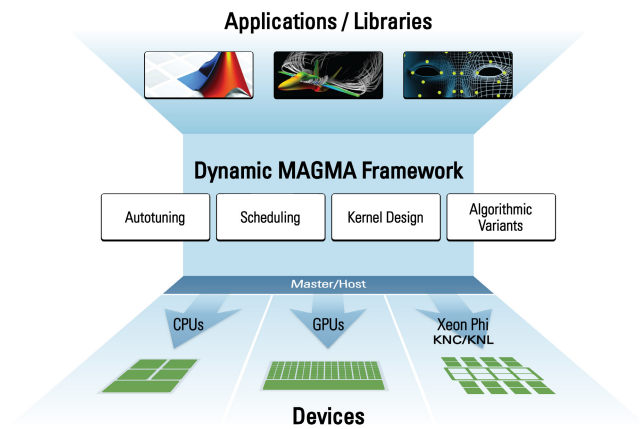 Applications / Libraries
Dynamic MAGMA Framework
Autotuning
Scheduling
Kernel Design
Algorithmic
Variants
Master/Host
CPUs
GPUs
Xeon Phi
KNC/KNL
Devices